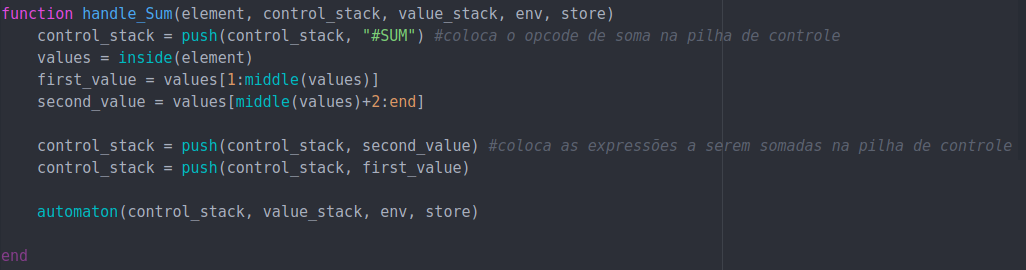 function handle_Sum(element, control_stack, value_stack, env, store)
    control_stack = push(control_stack, "#SUM") #coloca o opcode de soma na pilha de controle
    values = inside(element)
    first_value = values[1:middle(values)]
    second_value = values[middle(values)+2:end]

    control_stack = push(control_stack, second_value) #coloca as expressões a serem somadas na pilha de controle
    control_stack = push(control_stack, first_value)

    automaton(control_stack, value_stack, env, store)

end